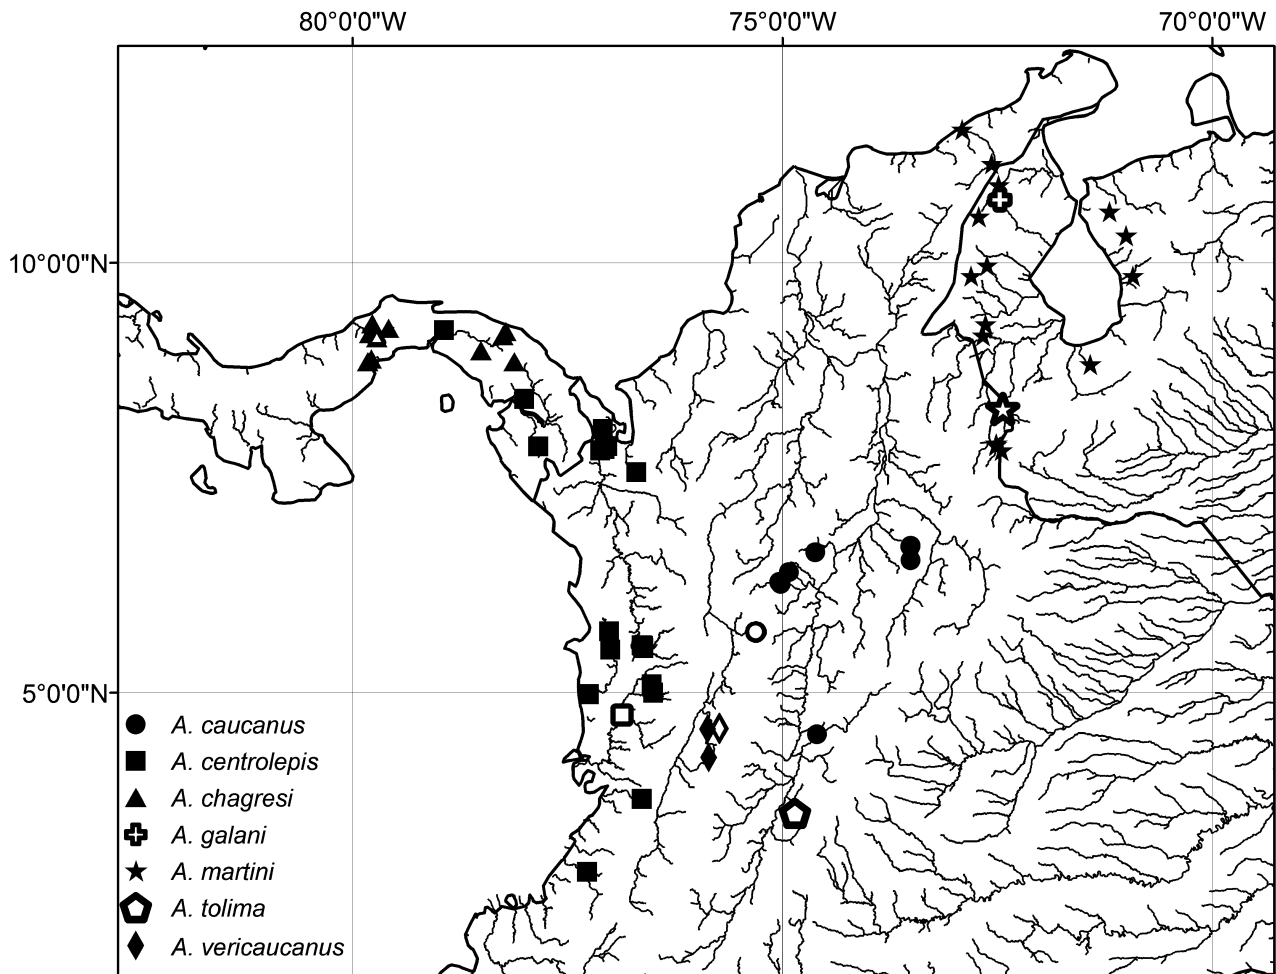 80°0'0"W 75°0'0"W 70°0'0"W
10°0'0"N
5°0'0"N
A. caucanus
A. centrolepis
A. chagresi
A. galani
A. martini
A. tolima
A. vericaucanus